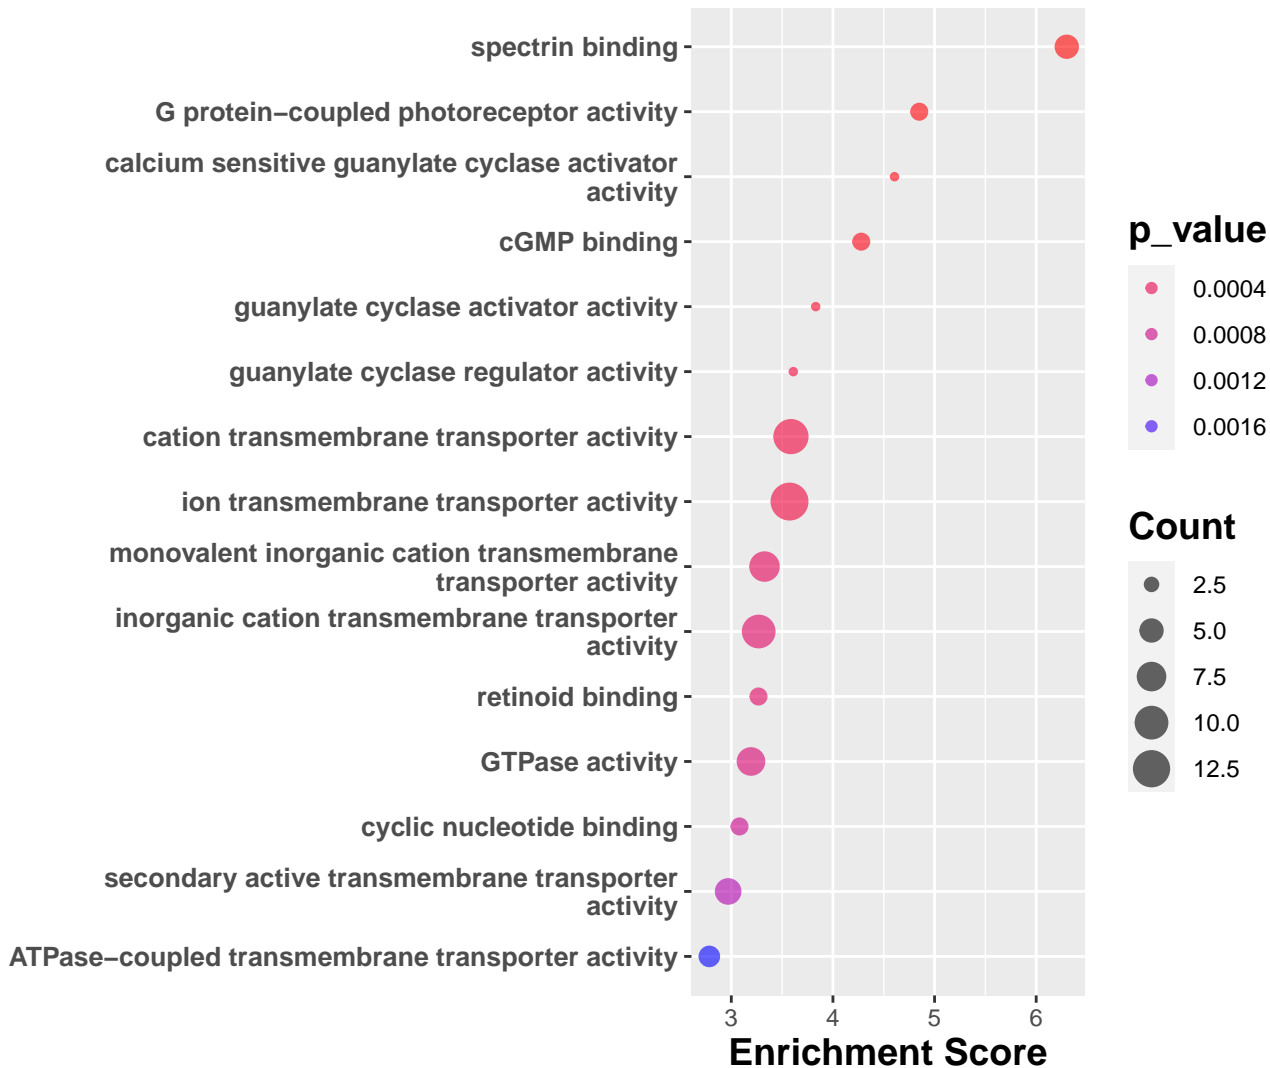 spectrin binding
G protein–coupled photoreceptor activity
calcium sensitive guanylate cyclase activator
activity
cGMP binding
guanylate cyclase activator activity
guanylate cyclase regulator activity
cation transmembrane transporter activity
ion transmembrane transporter activity
monovalent inorganic cation transmembrane
transporter activity
inorganic cation transmembrane transporter
activity
retinoid binding
GTPase activity
cyclic nucleotide binding
secondary active transmembrane transporter
activity
ATPase–coupled transmembrane transporter activity
3 4 5 6
Enrichment Score
p_value
0.0004
0.0008
0.0012
0.0016
Count
2.5
5.0
7.5
10.0
12.5